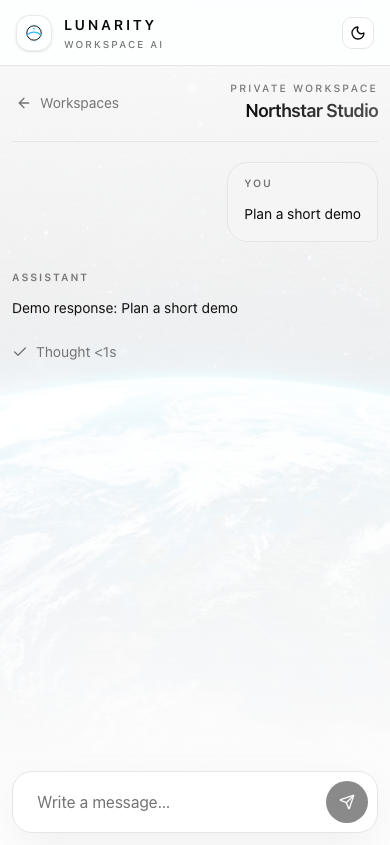 LUNARITY
WORKSPACE AI
Workspaces
PRIVATE WORKSPACE
Northstar Studio
YOU
Plan a short demo
ASSISTANT
Demo response: Plan a short demo
Thought <1s
Write a message...